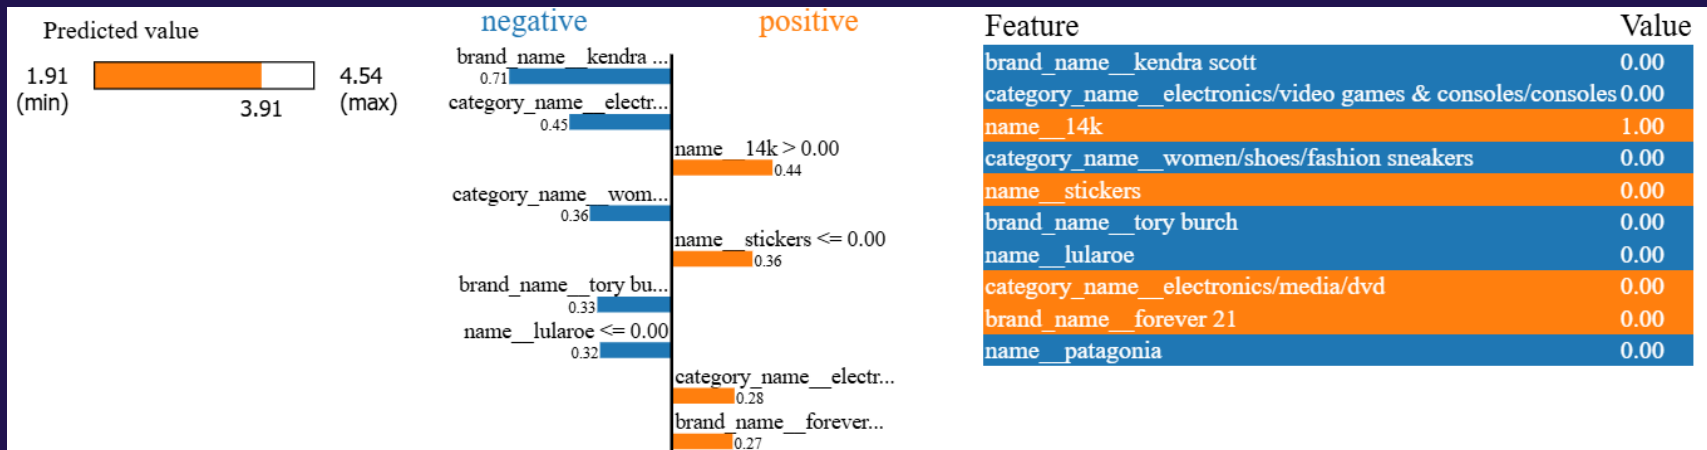 Predicted value
1.91
(min)
3.91
4.54
(max)
negative
positive
brand_name__kendra ...
0.71
category_name__electr...
0.45
name__14k > 0.00
0.44
category_name__wom...
0.36
name__stickers <= 0.00
0.36
brand_name__tory bu...
0.33
name__lularoe <= 0.00
0.32
category_name__electr...
0.28
brand_name__forever...
0.27
Feature Value
brand_name__kendra scott 0.00
category_name__electronics/video games & consoles/consoles 0.00
name__14k 1.00
category_name__women/shoes/fashion sneakers 0.00
name__stickers 0.00
brand_name__tory burch 0.00
name__lularoe 0.00
category_name__electronics/media/dvd 0.00
brand_name__forever 21 0.00
name__patagonia 0.00